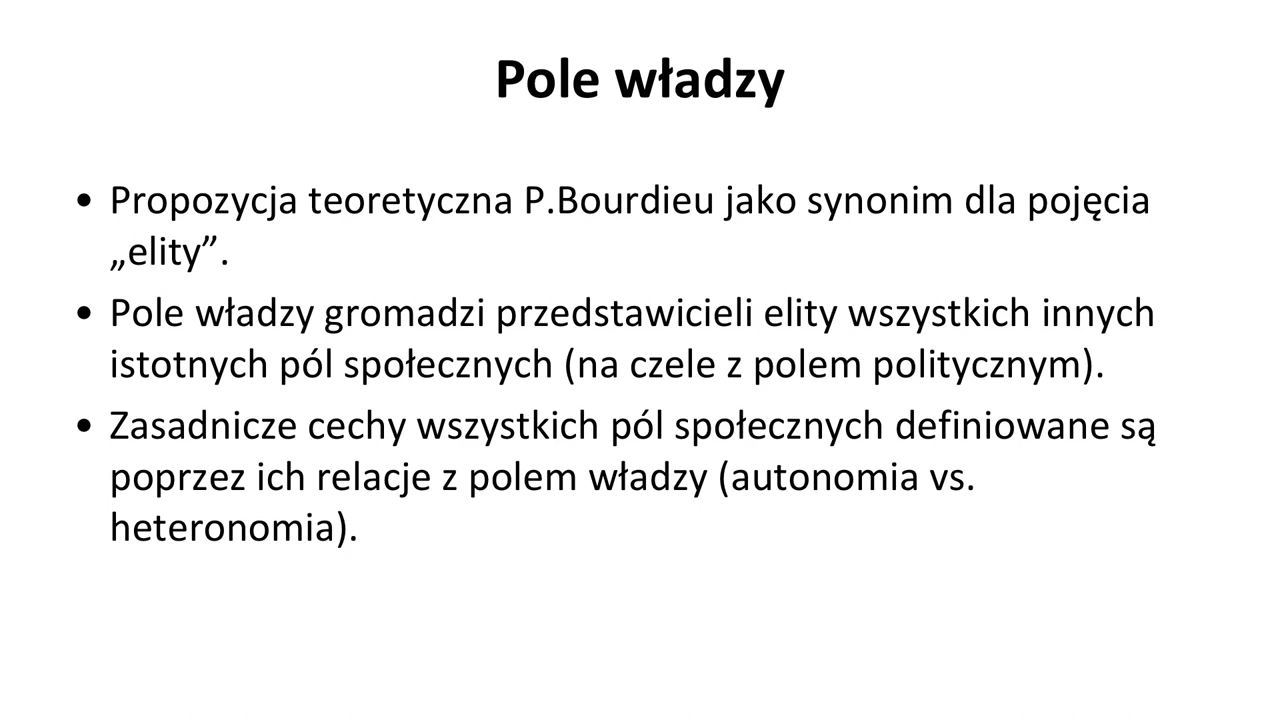 Pole władzy
• Propozycja teoretyczna P.Bourdieu jako synonim dla pojęcia
„elity”.
• Pole władzy gromadzi przedstawicieli elity wszystkich innych
istotnych pól społecznych (na czele z polem politycznym).
• Zasadnicze cechy wszystkich pól społecznych definiowane są
poprzez ich relacje z polem władzy (autonomia vs.
heteronomia).